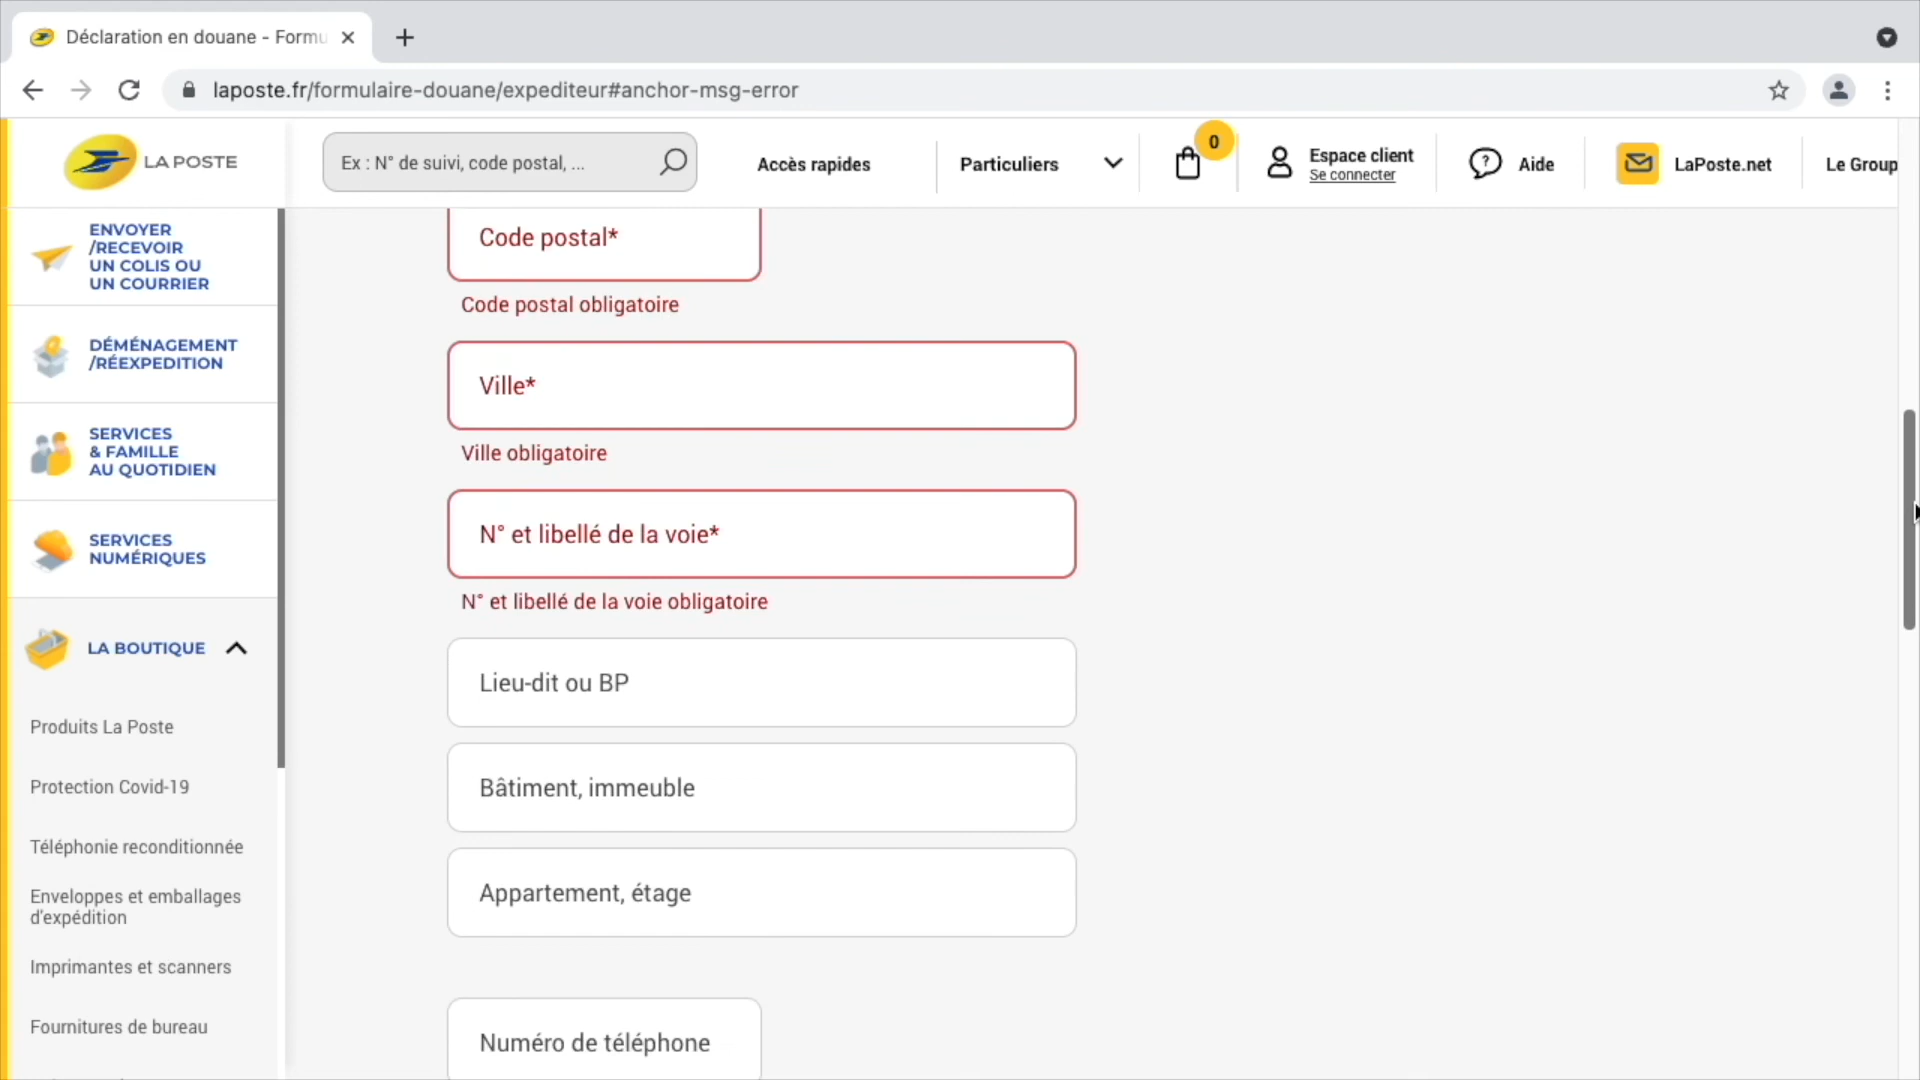 Déclaration en douane - Formu
laposte.fr/formulaire-douane/expediteur#anchor-msg-error
LA POSTE
Ex : N° de suivi, code postal, ...
Accès rapides
Particuliers
0
Espace client
Se connecter
?
Aide
LaPoste.net
Le Group
ENVOYER
/RECEVOIR
UN COLIS OU
UN COURRIER
DÉMÉNAGEMENT
/RÉEXPEDITION
SERVICES
& FAMILLE
AU QUOTIDIEN
SERVICES
NUMÉRIQUES
LA BOUTIQUE
Produits La Poste
Protection Covid-19
Téléphonie reconditionnée
Enveloppes et emballages
d'expédition
Imprimantes et scanners
Fournitures de bureau
Code postal*
Code postal obligatoire
Ville*
Ville obligatoire
N° et libellé de la voie*
N° et libellé de la voie obligatoire
Lieu-dit ou BP
Bâtiment, immeuble
Appartement, étage
Numéro de téléphone